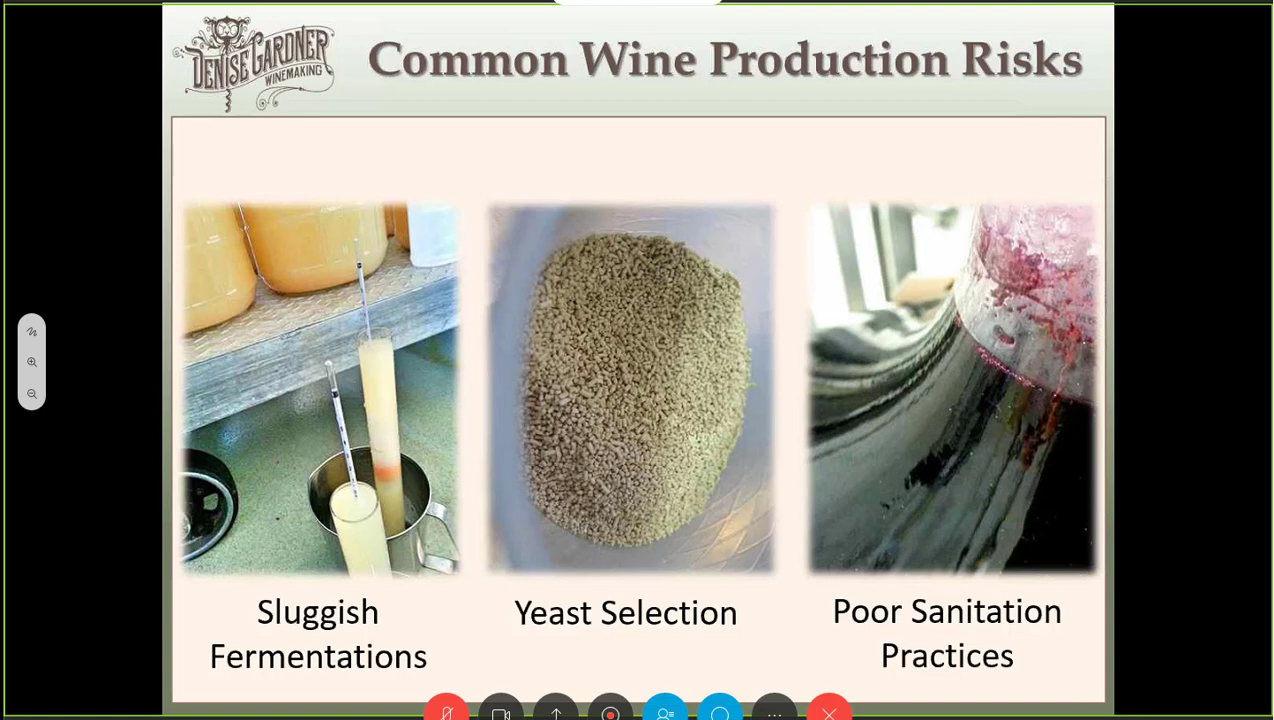 DENISE GARDNER
WINEMAKING
Common Wine Production Risks
Sluggish
Fermentations
Yeast Selection
Poor Sanitation
Practices